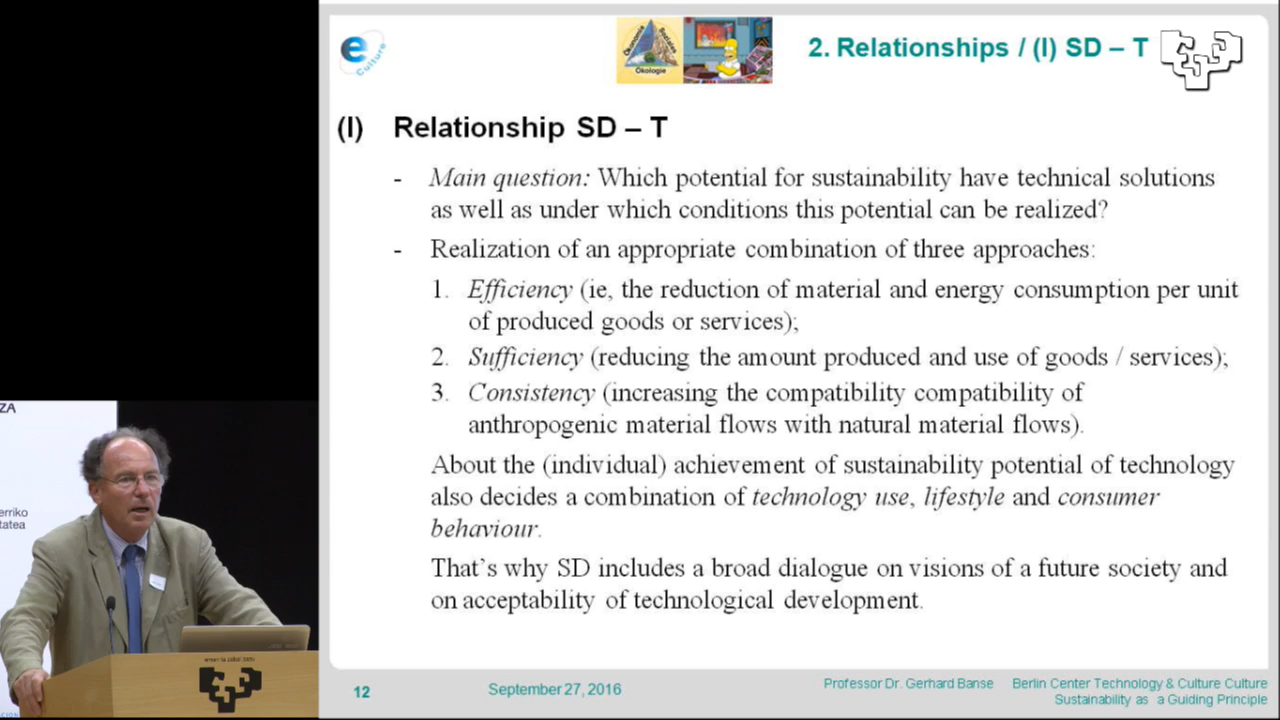 e
Culture
Ökonomie
Soziales
Ökologie
2. Relationships / (I) SD – T
(I) Relationship SD – T
- Main question: Which potential for sustainability have technical solutions
as well as under which conditions this potential can be realized?
- Realization of an appropriate combination of three approaches:
1. Efficiency (ie, the reduction of material and energy consumption per unit
of produced goods or services);
2. Sufficiency (reducing the amount produced and use of goods / services);
3. Consistency (increasing the compatibility compatibility of
anthropogenic material flows with natural material flows).
About the (individual) achievement of sustainability potential of technology
also decides a combination of technology use, lifestyle and consumer
behaviour.
That's why SD includes a broad dialogue on visions of a future society and
on acceptability of technological development.
12
September 27, 2016
Professor Dr. Gerhard Banse Berlin Center Technology & Culture Culture
Sustainability as a Guiding Principle
ZA
erriko
tatea